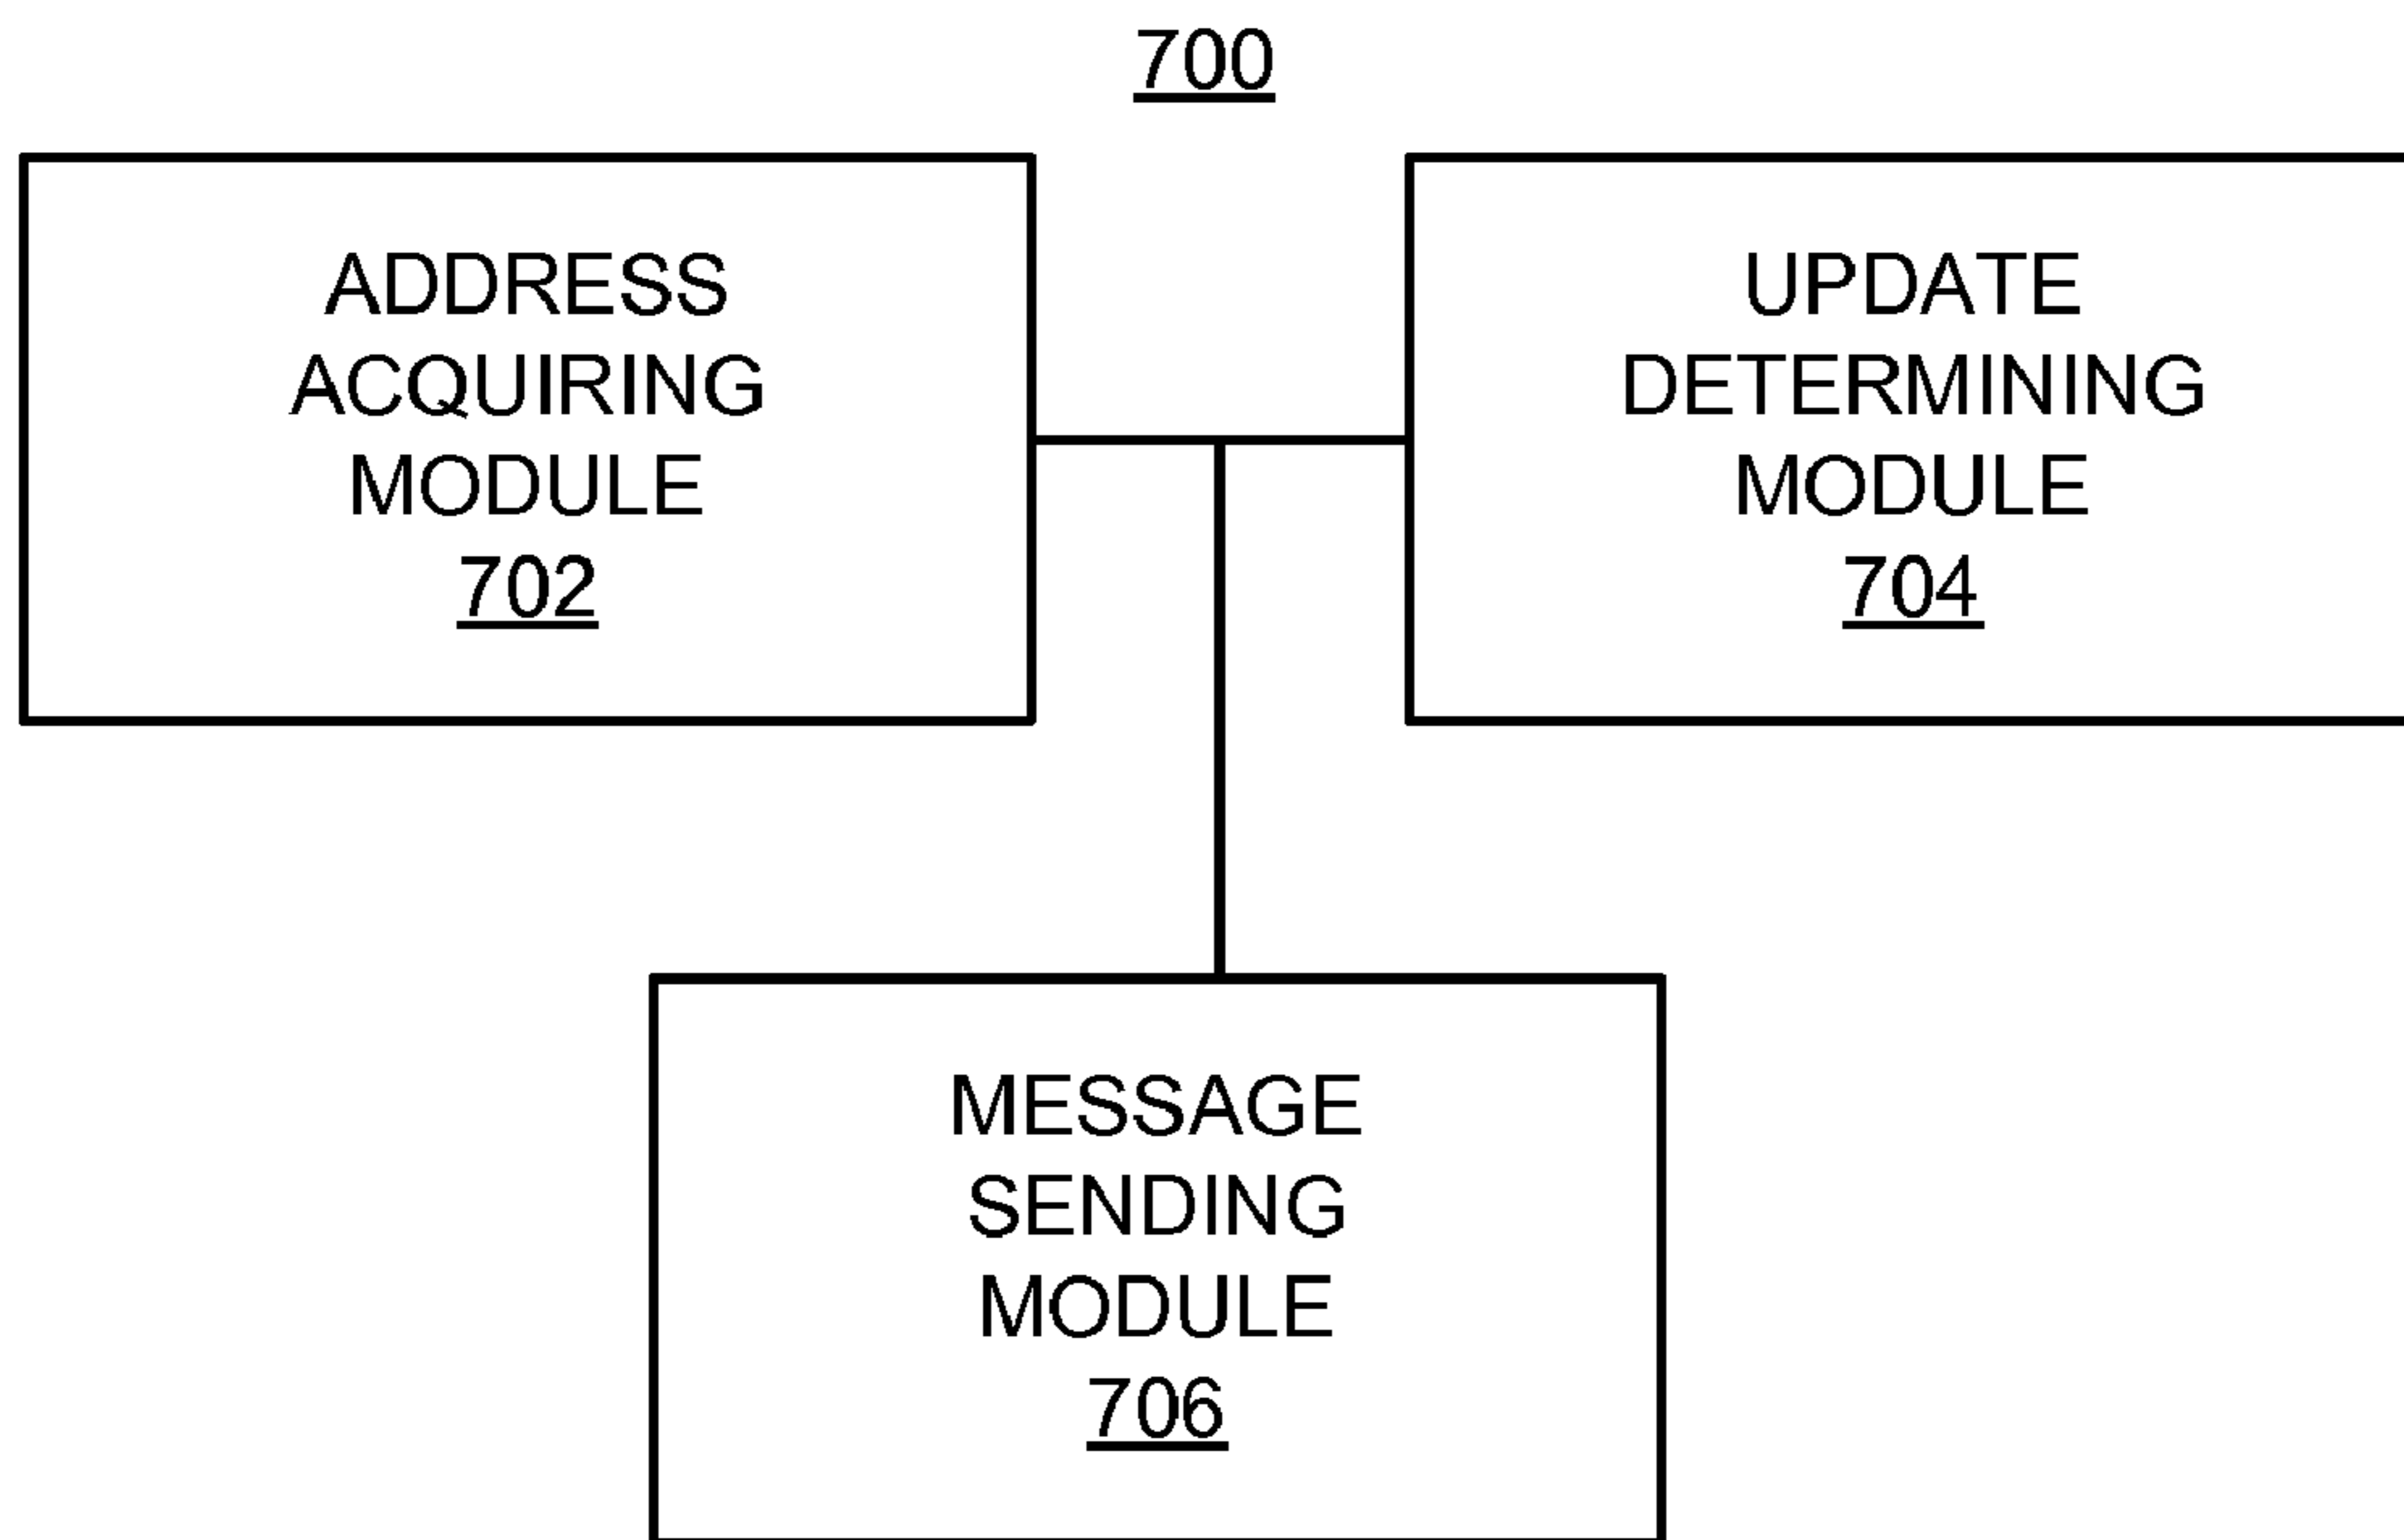 700
ADDRESS
ACQUIRING
MODULE
702
UPDATE
DETERMINING
MODULE
704
MESSAGE
SENDING
MODULE
706